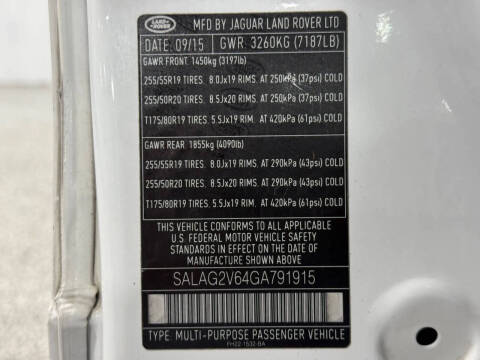 LAND ROVER
MFD BY JAGUAR LAND ROVER LTD
DATE: 09/15 GWR: 3260KG (7187LB)
GAWR FRONT 1450kg (3197lb)
255/55R19 TIRES. 8.0Jx19 RIMS. AT 250kPa (37psi) COLD
255/50R20 TIRES. 8.5Jx20 RIMS. AT 250kPa (37psi) COLD
T175/80R19 TIRES. 5.5Jx19 RIM. AT 420kPa (61psi) COLD
GAWR REAR 1855kg (4090lb)
255/55R19 TIRES. 8.0Jx19 RIMS. AT 290kPa (43psi) COLD
255/50R20 TIRES. 8.5Jx20 RIMS. AT 290kPa (43psi) COLD
T175/80R19 TIRES. 5.5Jx19 RIM. AT 420kPa (61psi) COLD
THIS VEHICLE CONFORMS TO ALL APPLICABLE
U.S. FEDERAL MOTOR VEHICLE SAFETY
STANDARDS IN EFFECT ON THE DATE OF
MANUFACTURE SHOWN ABOVE
SALAG2V64GA791915
TYPE: MULTI-PURPOSE PASSENGER VEHICLE
FH22-1532-BA